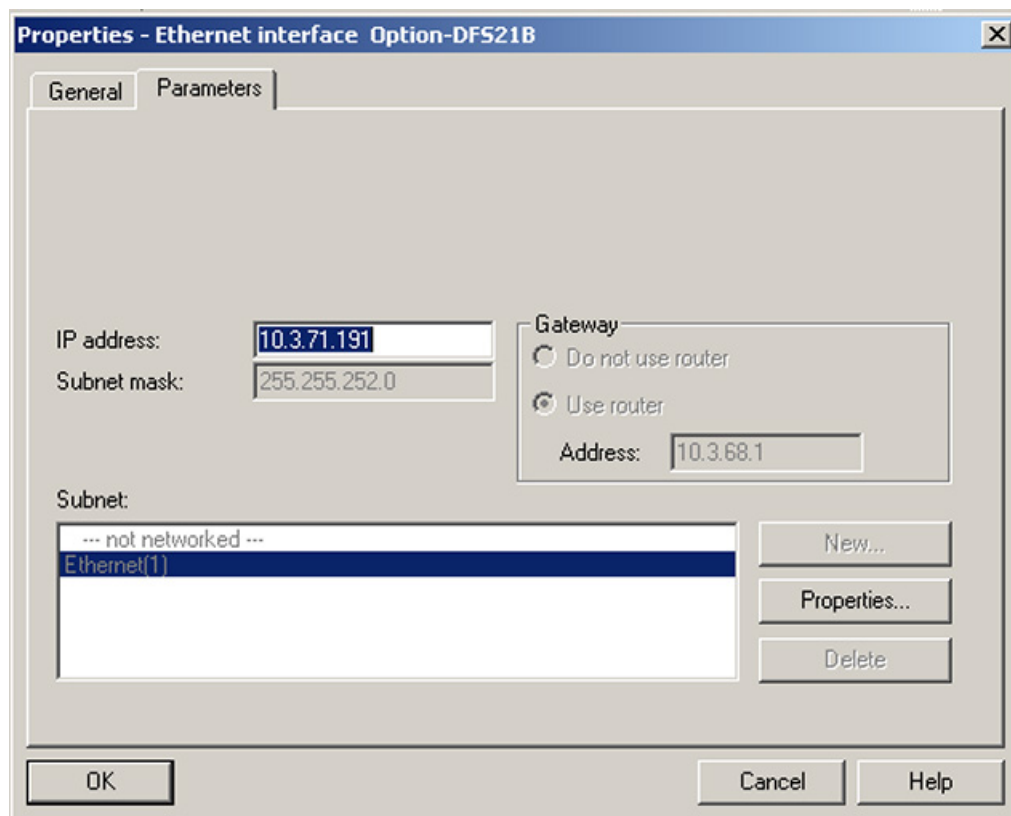 Properties - Ethernet interface  Option-DFS21B
General
Parameters
IP address:
10.3.71.191
Subnet mask:
255.255.252.0
Gateway
Do not use router
Use router
Address:
10.3.68.1
Subnet:
--- not networked ---
Ethernet(1)
New...
Properties...
Delete
OK
Cancel
Help